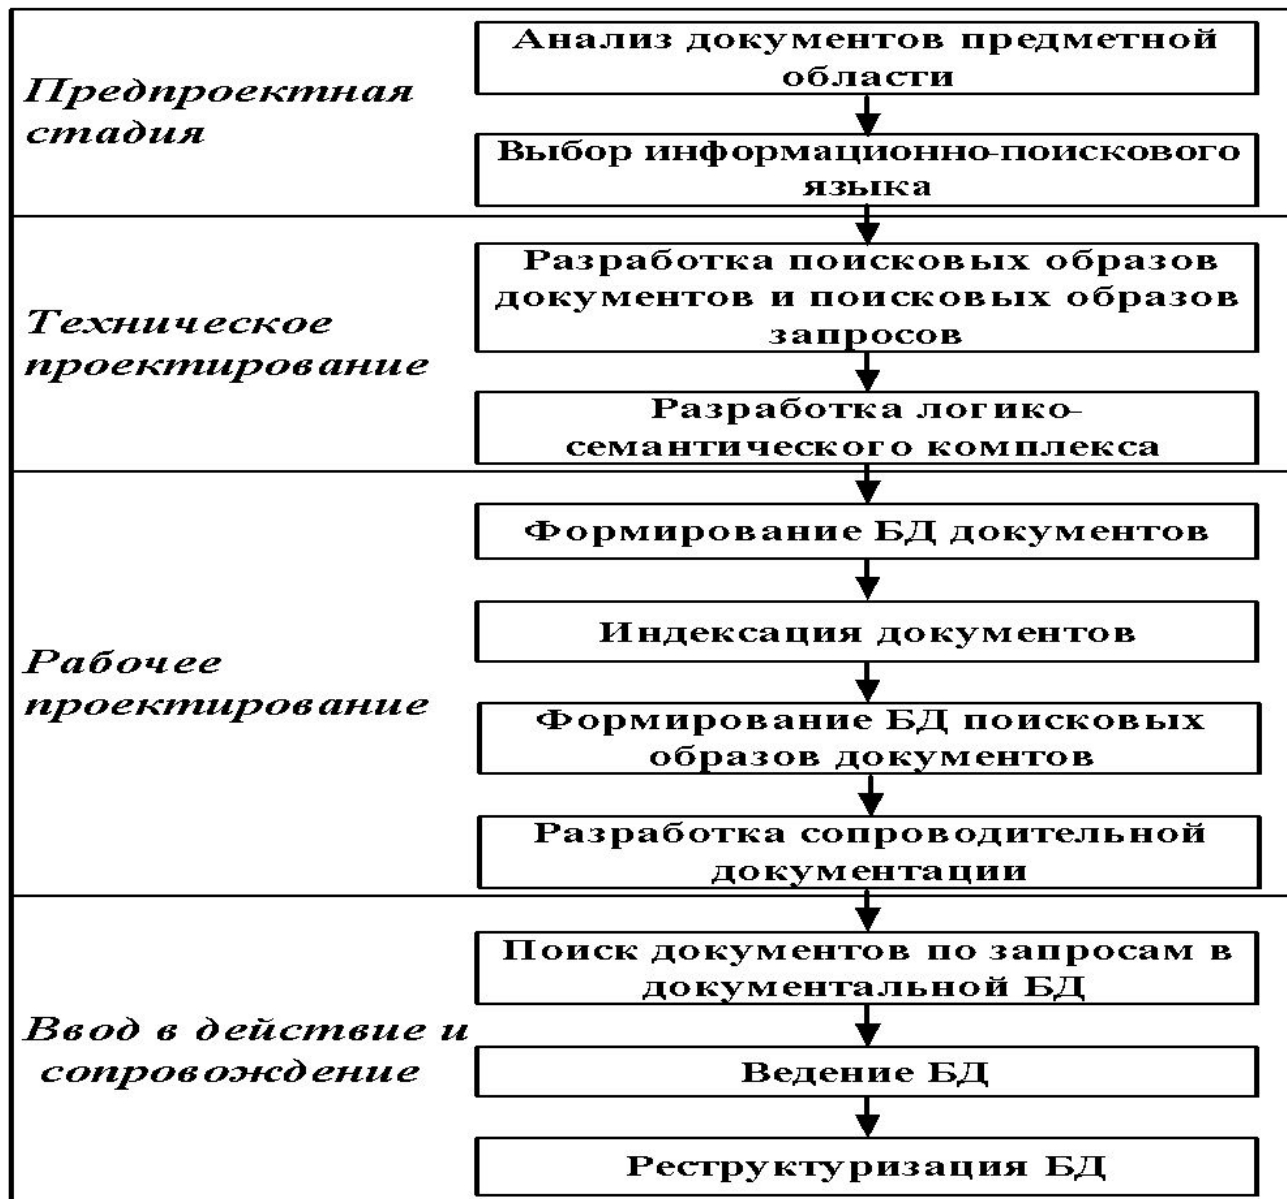 Предпроектная
стадия
Анализ документов предметной
области
Выбор информационно-поискового
языка
Техническое
проектирование
Разработка поисковых образов
документов и поисковых образов
запросов
Разработка логико-
семантического комплекса
Рабочее
проектирование
Формирование БД документов
Индексация документов
Формирование БД поисковых
образов документов
Разработка сопроводительной
документации
Ввод в действие и
сопровождение
Поиск документов по запросам в
документальной БД
Ведение БД
Реструктуризация БД